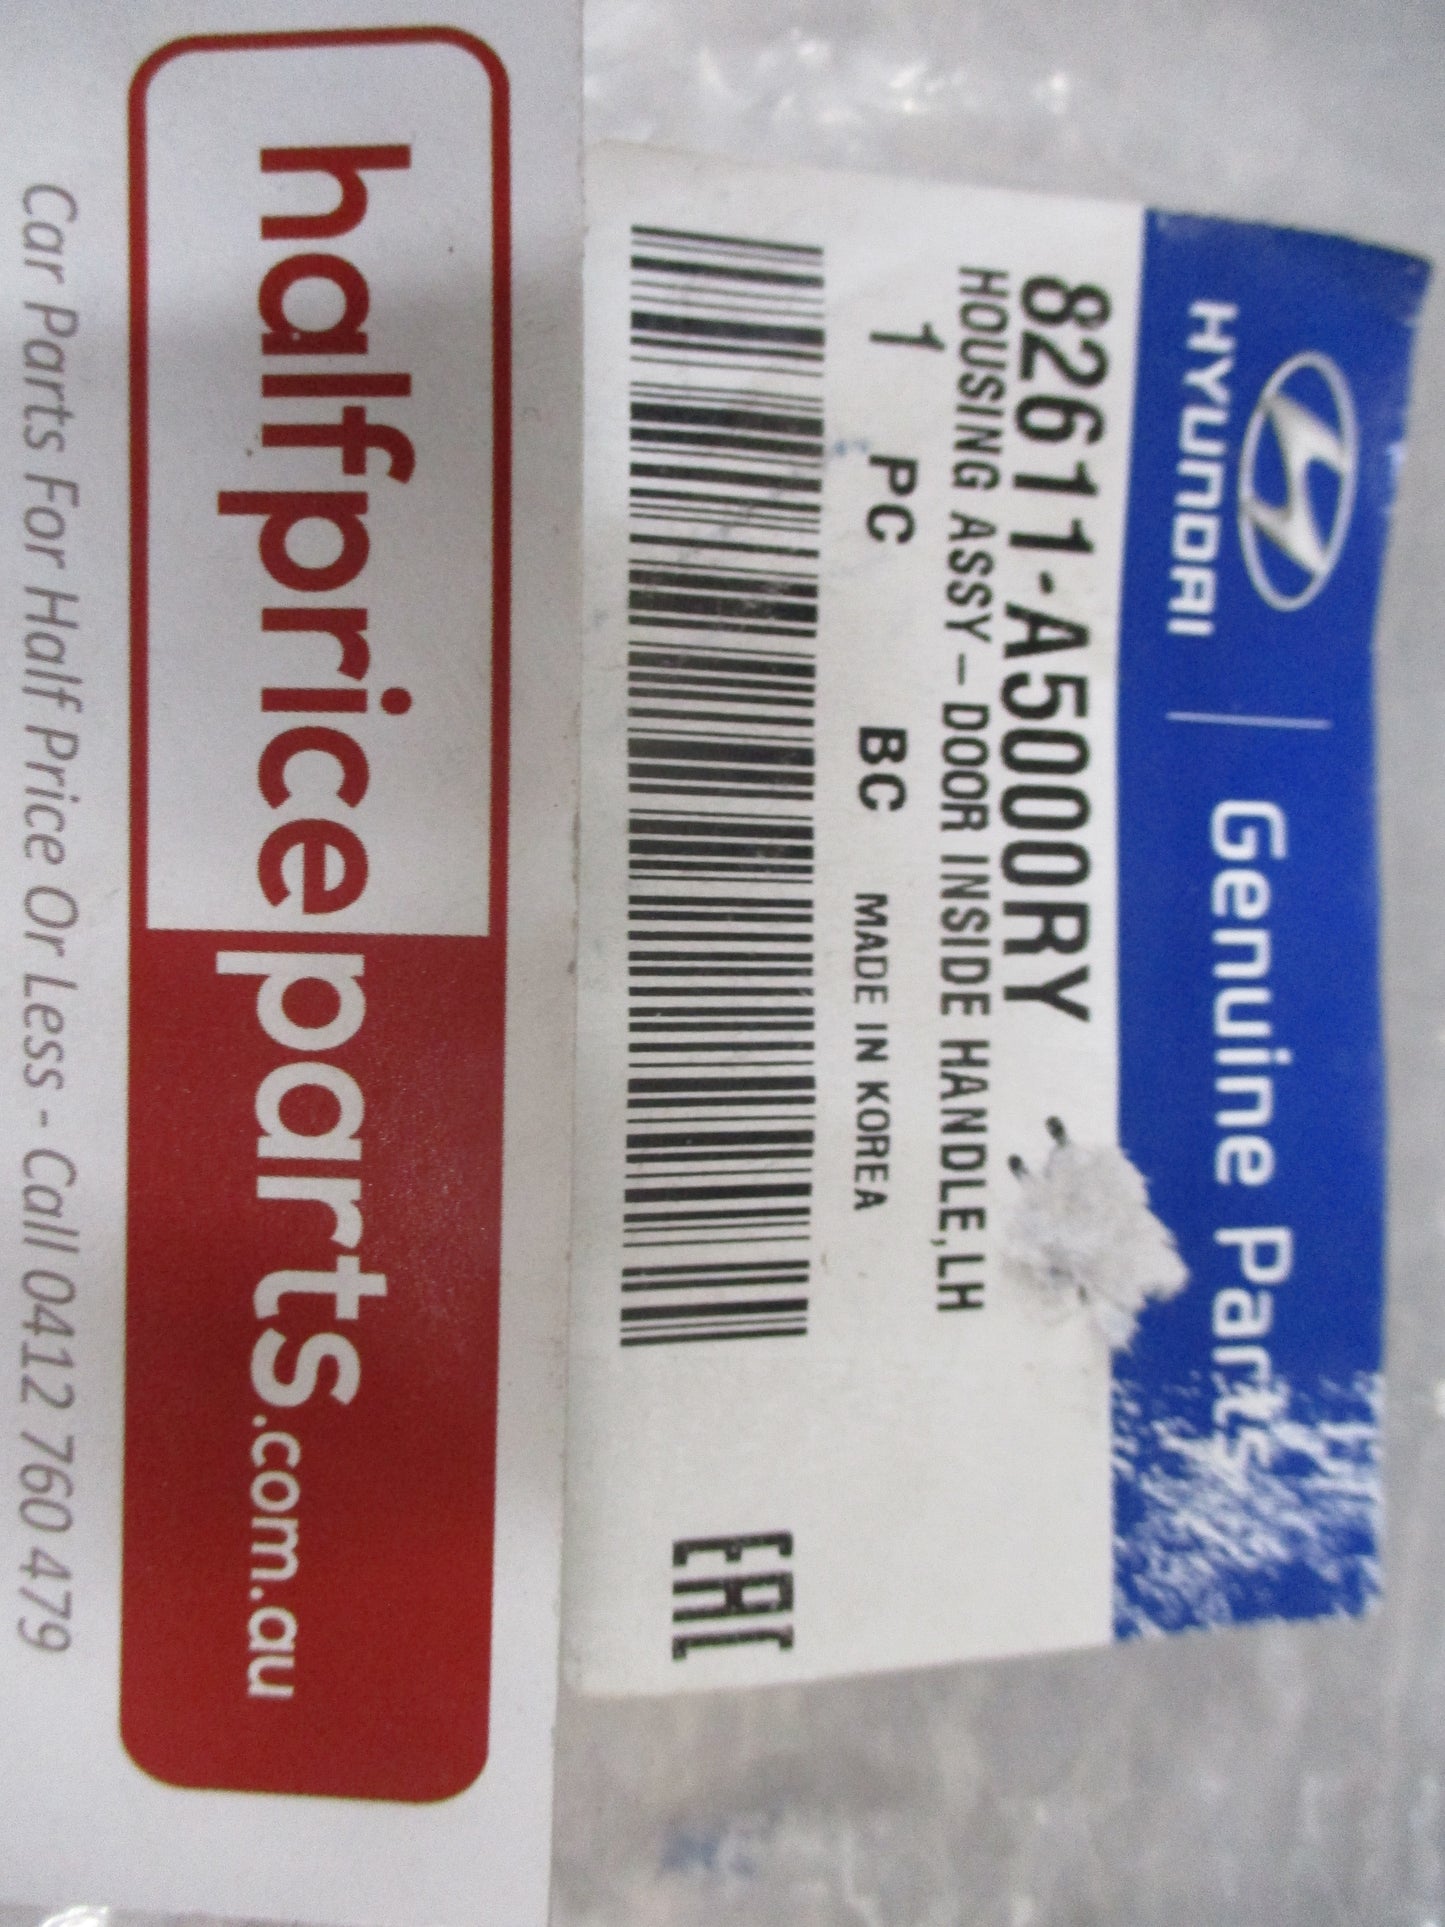 HYUNDAI | Genuine Parts
82611-A5000RY
HOUSING ASSY-DOOR INSIDE HANDLE,LH
1 PC BC MADE IN KOREA
EAC
halfpriceparts.com.au
Car Parts For Half Price Or Less - Call 0412 760 479